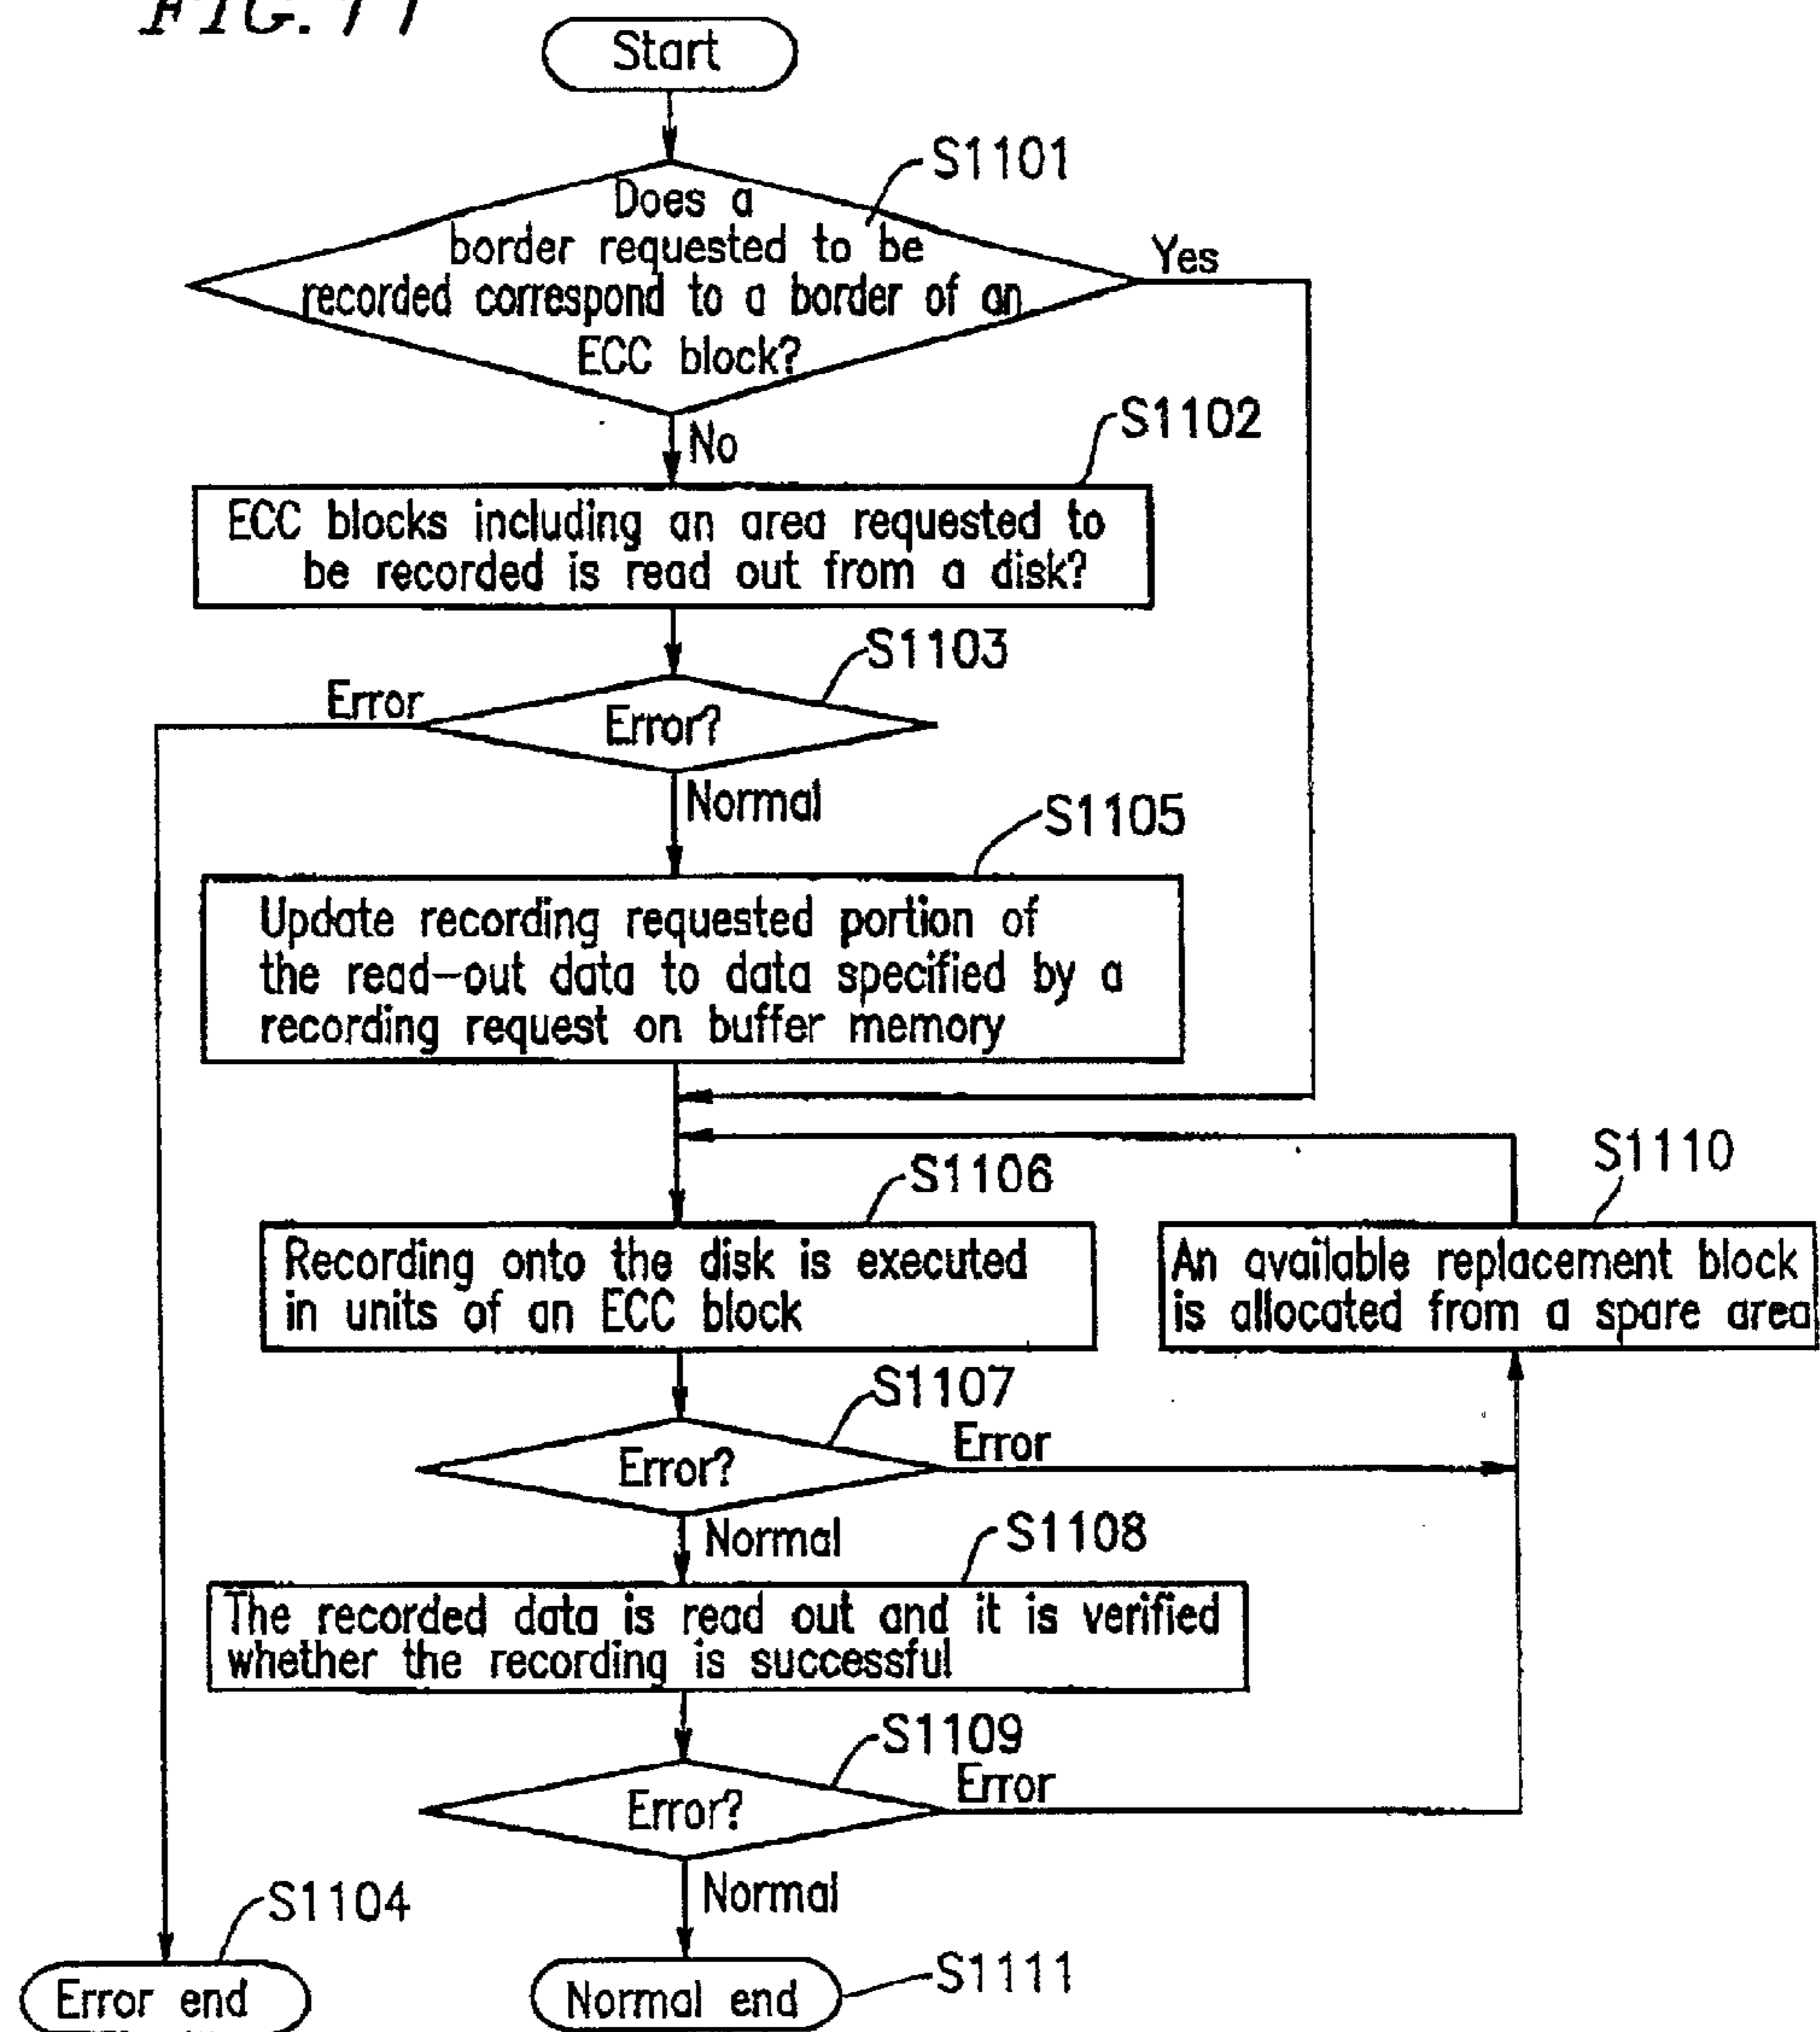 FIG. 11
Start
S1101
Does a
border requested to be
recorded correspond to a border of an
ECC block?
Yes
No
S1102
ECC blocks including an area requested to
be recorded is read out from a disk?
S1103
Error
Error?
Normal
S1105
Update recording requested portion of
the read-out data to data specified by a
recording request on buffer memory
S1110
S1106
Recording onto the disk is executed
in units of an ECC block
An available replacement block
is allocated from a spare area
S1107
Error?
Error
Normal
S1108
The recorded data is read out and it is verified
whether the recording is successful
S1109
Error?
Error
Normal
S1104
Error end
S1111
Normal end